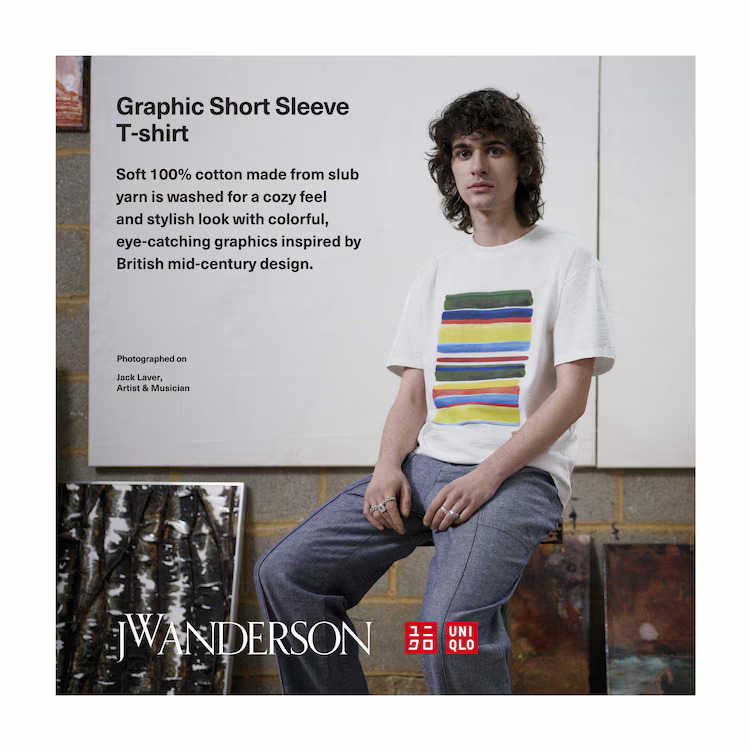 Graphic Short Sleeve
T-shirt
Soft 100% cotton made from slub
yarn is washed for a cozy feel
and stylish look with colorful,
eye-catching graphics inspired by
British mid-century design.
Photographed on
Jack Laver,
Artist & Musician
JWANDERSON
ユニ
クロ
UNI
QLO